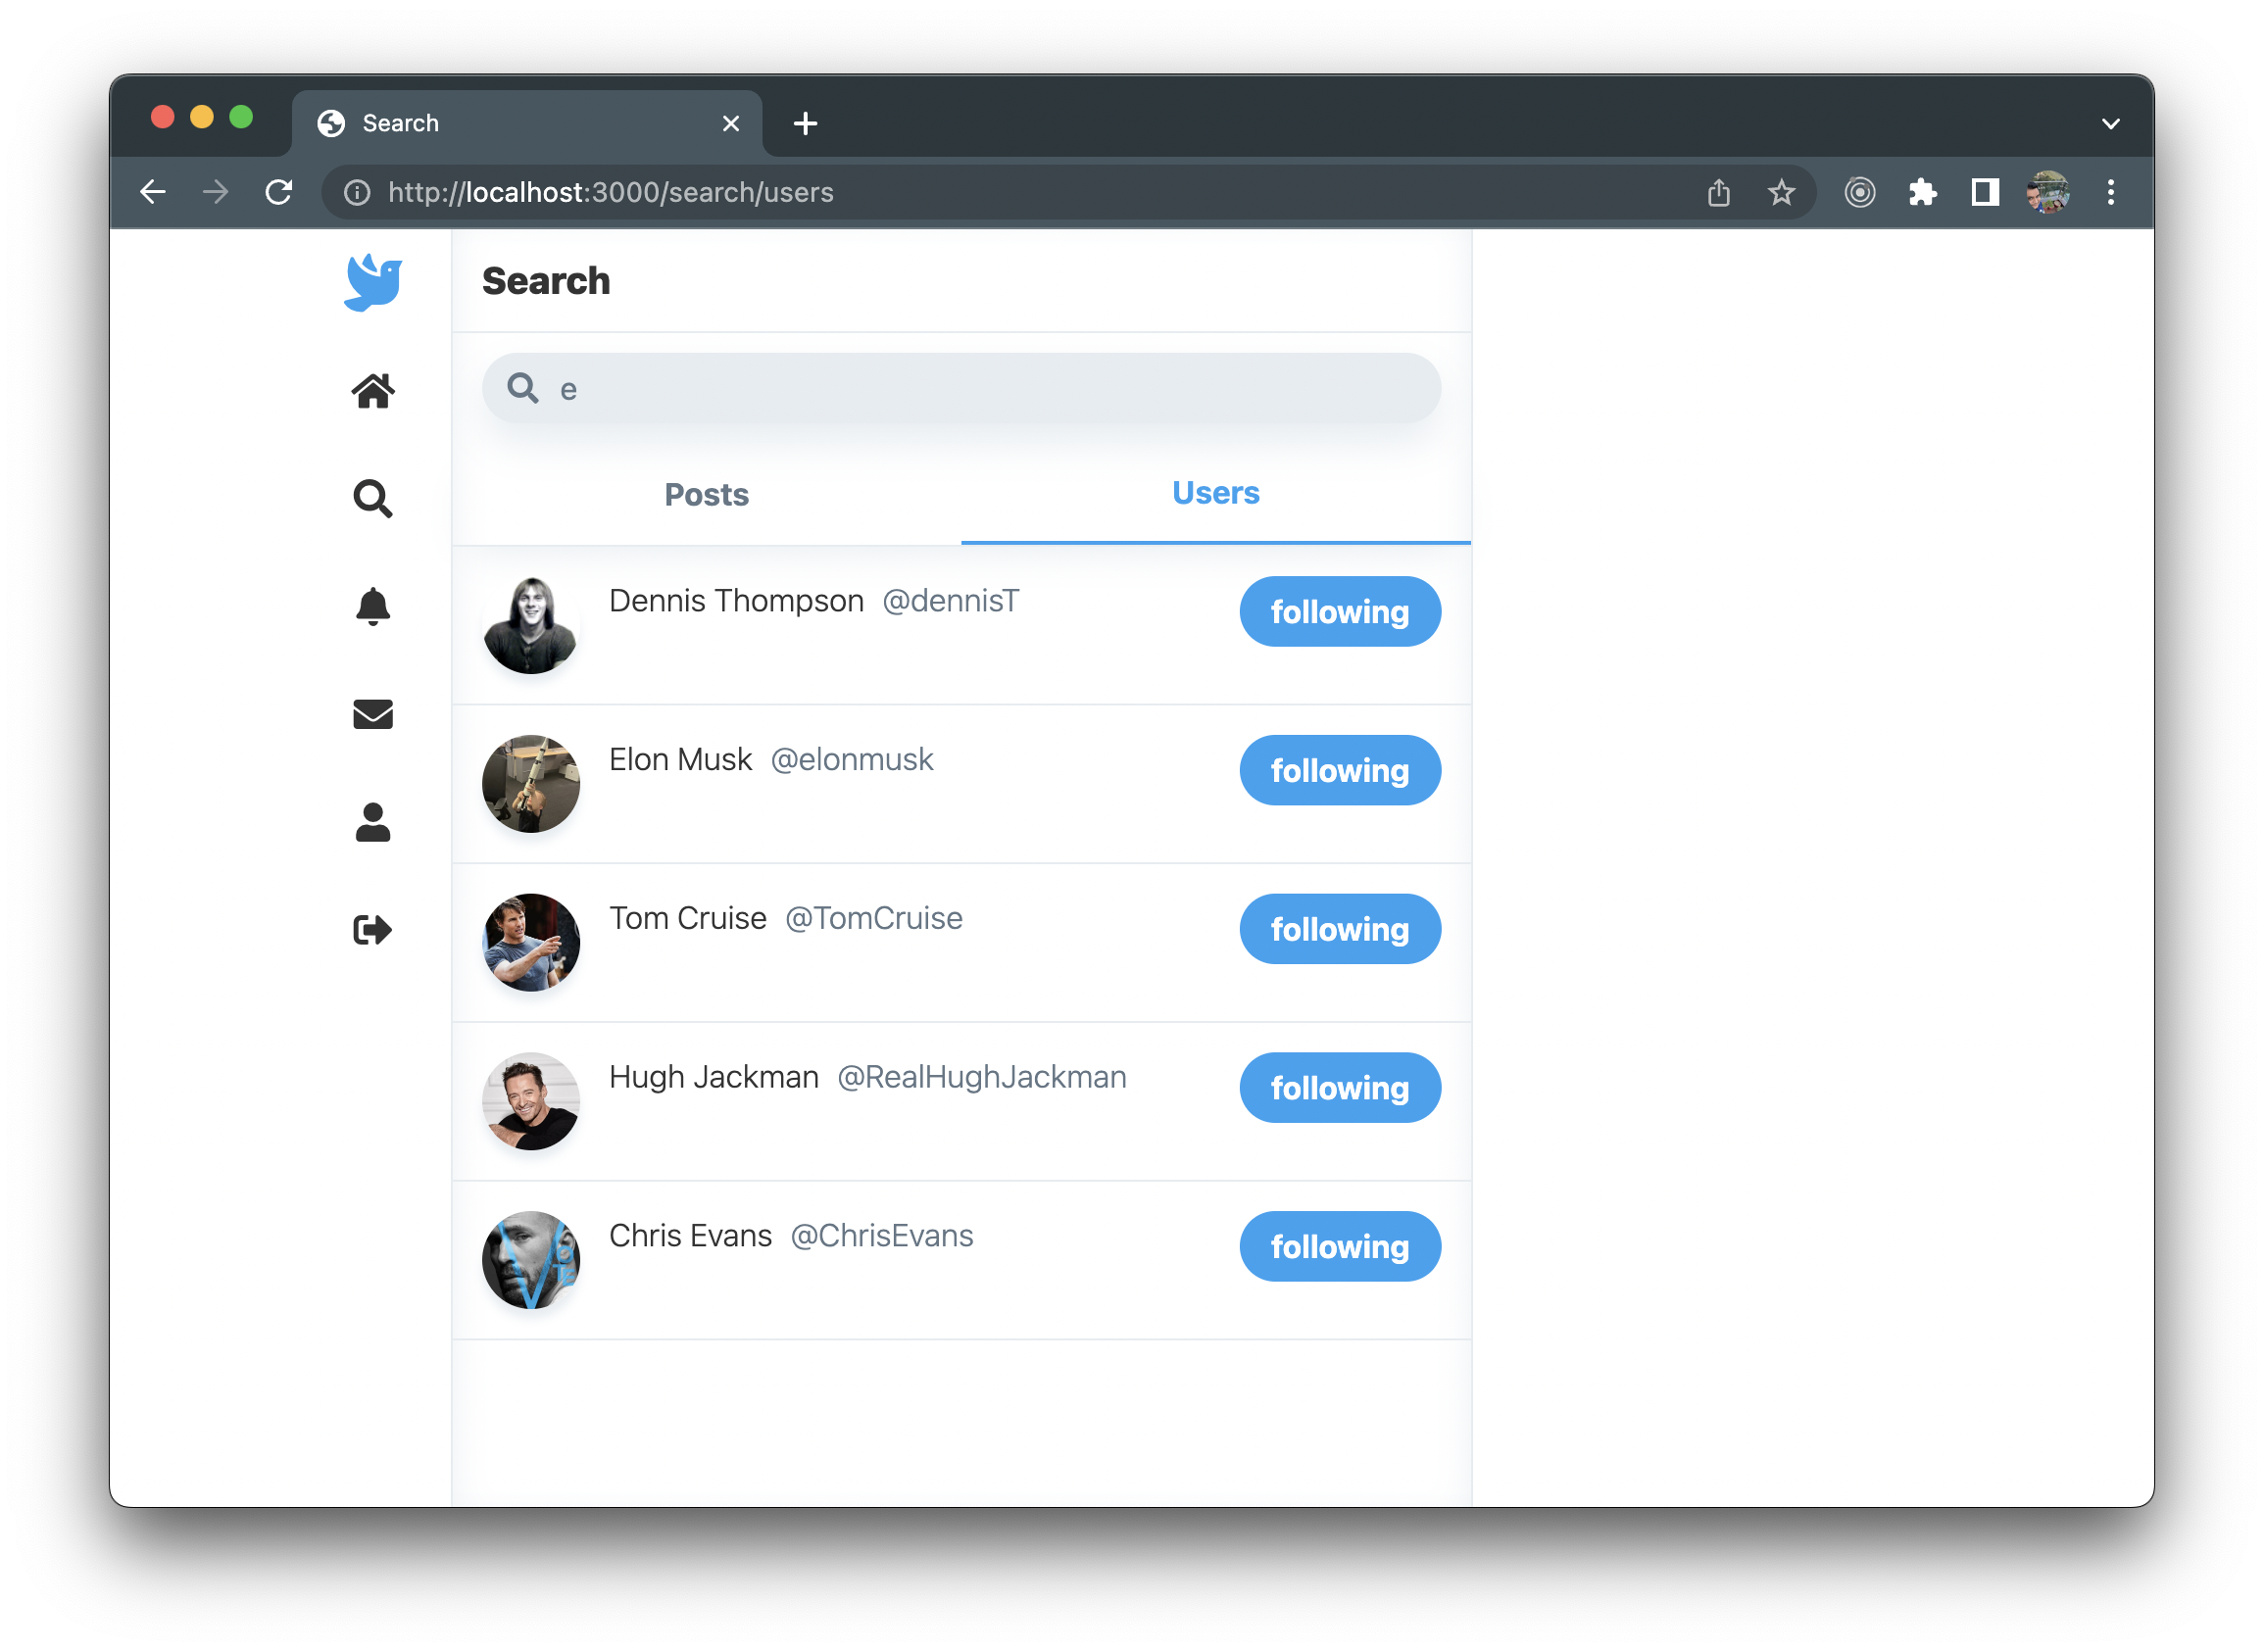 Search
http://localhost:3000/search/users
Search
e
Posts Users
Dennis Thompson @dennisT following
Elon Musk @elonmusk following
Tom Cruise @TomCruise following
Hugh Jackman @RealHughJackman following
Chris Evans @ChrisEvans following
V
O
TE